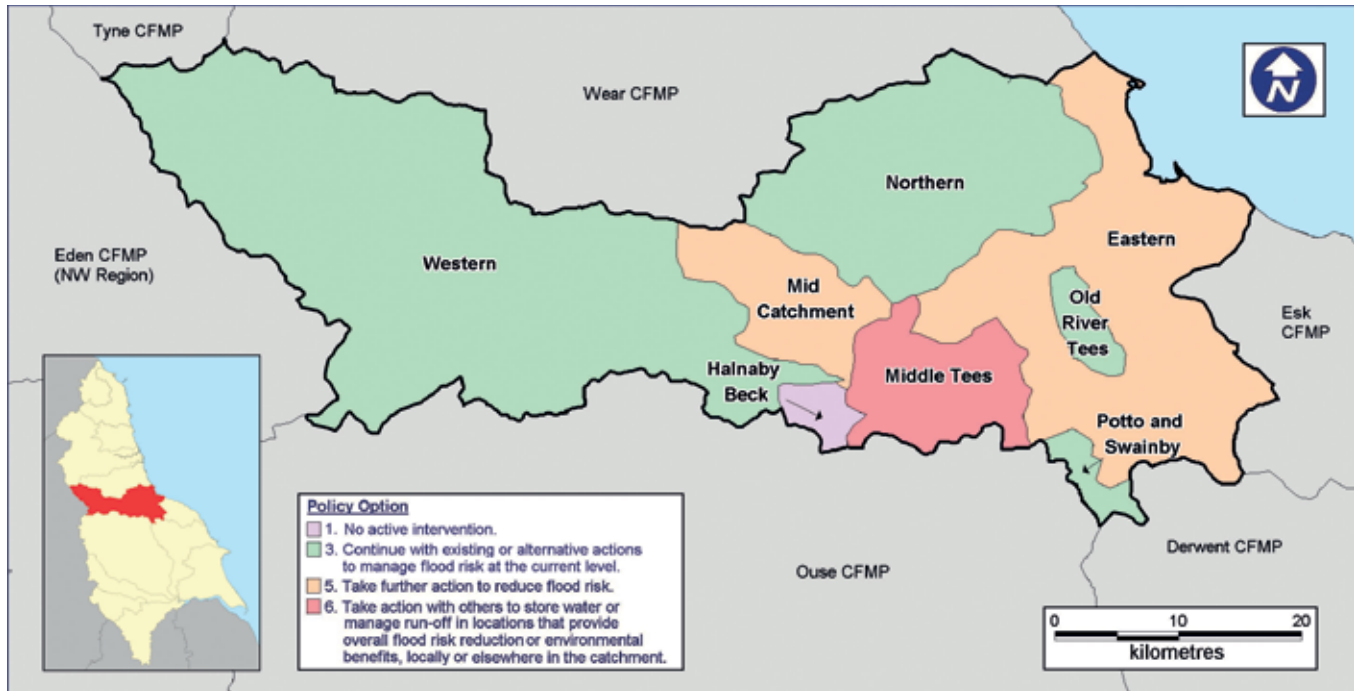 Tyne CFMP
Wear CFMP
N
Northern
Eden CFMP
(NW Region)
Western
Eastern
Mid
Catchment
Old
River
Tees
Esk
CFMP
Halnaby
Beck
Middle Tees
Potto and
Swainby
Policy Option
1. No active intervention.
3. Continue with existing or alternative actions
to manage flood risk at the current level.
5. Take further action to reduce flood risk.
6. Take action with others to store water or
manage run-off in locations that provide
overall flood risk reduction or environmental
benefits, locally or elsewhere in the catchment.
Ouse CFMP
Derwent CFMP
0 10 20
kilometres